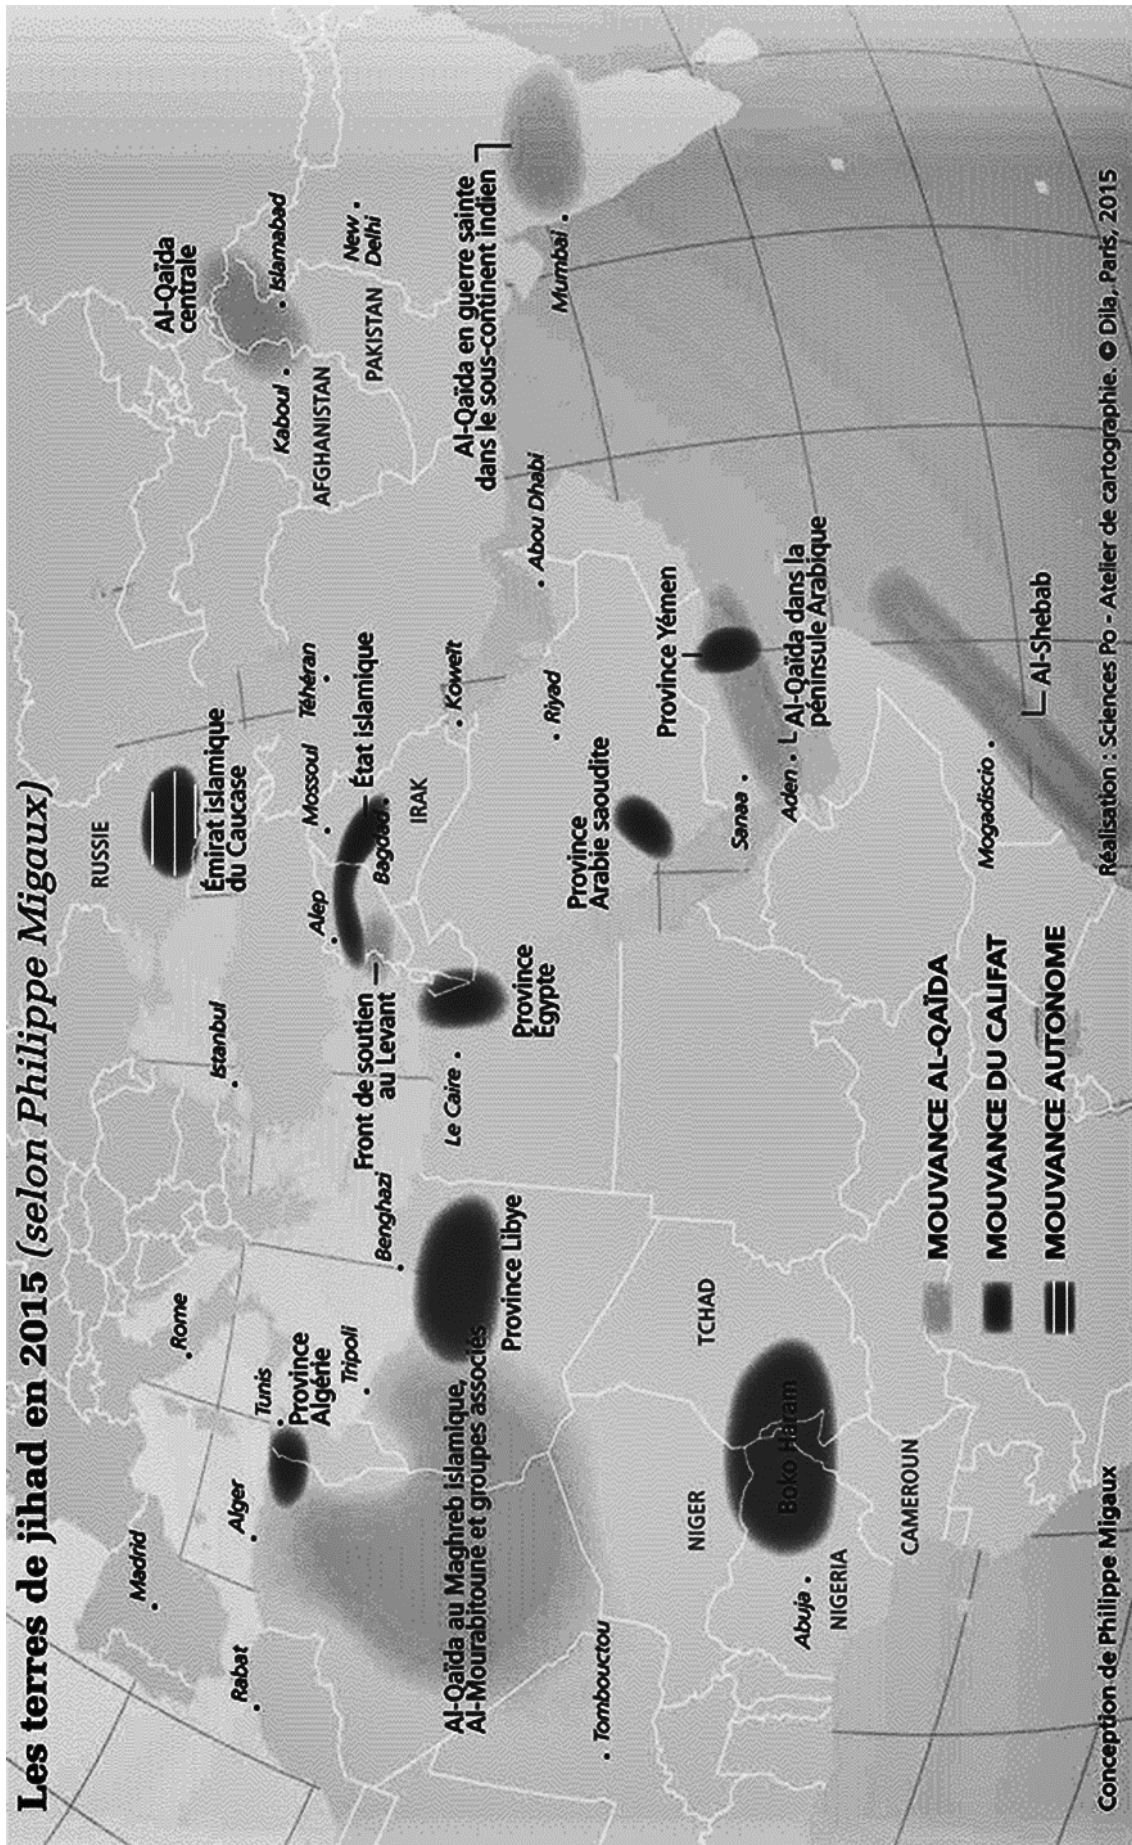 Les terres de jihad en 2015 (selon Philippe Migaux)
RUSSIE
Émirat islamique
du Caucase
Al-Qaïda
centrale
Madrid
Rome
Istanbul
Kaboul
Islamabad
AFGHANISTAN
PAKISTAN
New
Delhi
Rabat
Alger
Tunis
Province
Algérie
Tripoli
Benghazi
Alep
Mossoul
Téhéran
État islamique
Bagdad
IRAK
Front de soutien
au Levant
Le Caire
Koweït
Al-Qaïda en guerre sainte
dans le sous-continent indien
Mumbai
Al-Qaïda au Maghreb islamique,
Al-Mourabitoune et groupes associés
Province Libye
Province
Égypte
Riyad
Abou Dhabi
Province
Arabie saoudite
Province Yémen
Tombouctou
NIGER
TCHAD
Sanaa
Aden
Al-Qaïda dans la
péninsule Arabique
Boko Haram
Abuja
NIGERIA
CAMEROUN
Mogadiscio
Al-Shebab
MOUVANCE AL-QAÏDA
MOUVANCE DU CALIFAT
MOUVANCE AUTONOME
Conception de Philippe Migaux
Réalisation : Sciences Po - Atelier de cartographie. © Dila, Paris, 2015